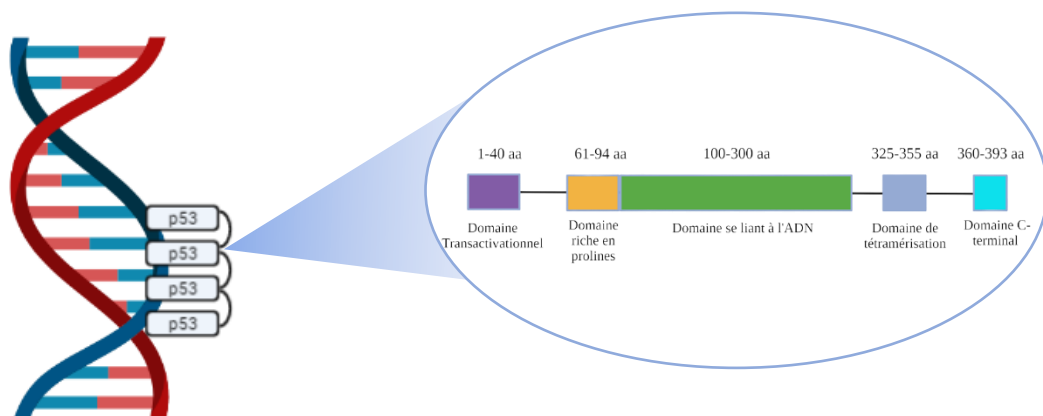 1-40 aa
61-94 aa
100-300 aa
325-355 aa
360-393 aa
Domaine
Transactivationnel
Domaine
riche en
prolines
Domaine se liant à l'ADN
Domaine de
tétramérisation
Domaine C-
terminal
p53
p53
p53
p53